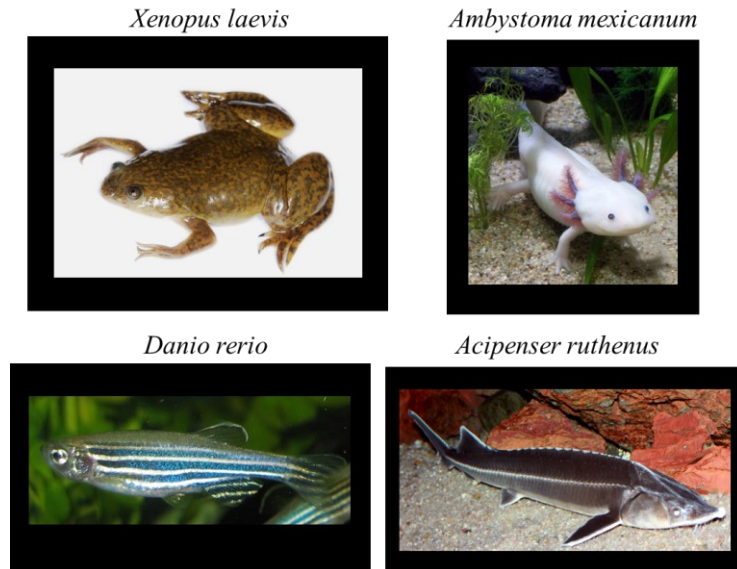 Xenopus laevis
Ambystoma mexicanum
Danio rerio
Acipenser ruthenus